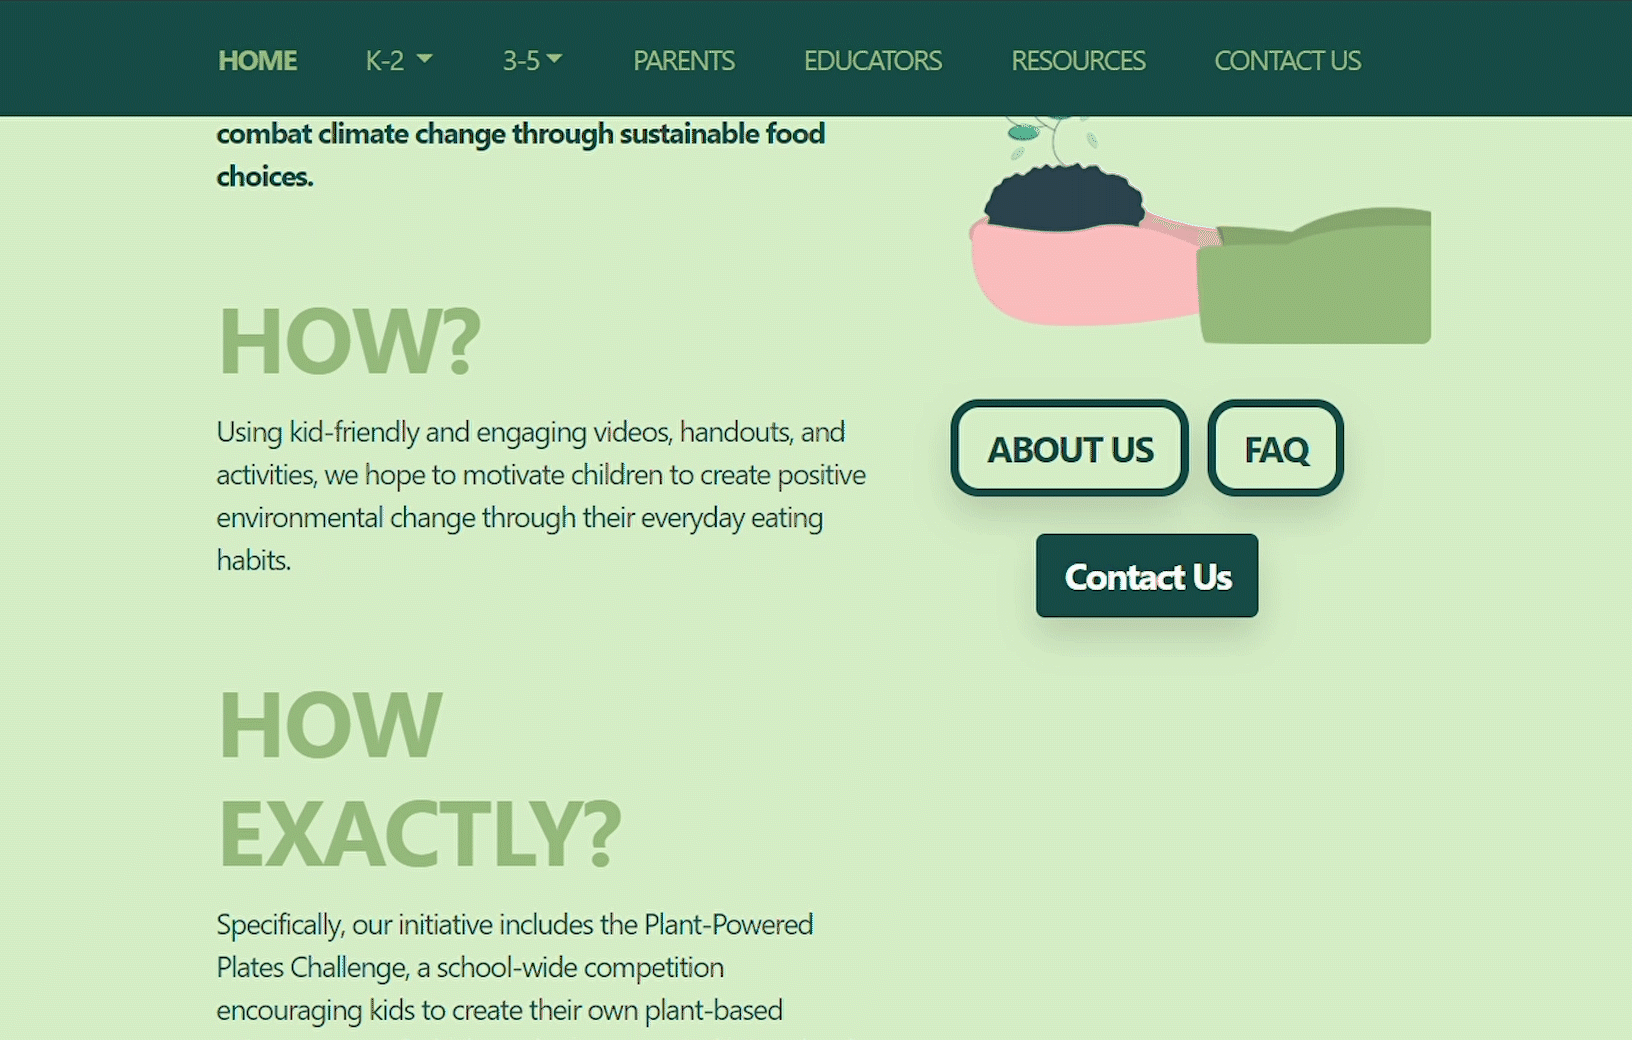 HOME K-2 3-5 PARENTS EDUCATORS RESOURCES CONTACT US
combat climate change through sustainable food
choices.
HOW?
Using kid-friendly and engaging videos, handouts, and
activities, we hope to motivate children to create positive
environmental change through their everyday eating
habits.
ABOUT US FAQ
Contact Us
HOW
EXACTLY?
Specifically, our initiative includes the Plant-Powered
Plates Challenge, a school-wide competition
encouraging kids to create their own plant-based